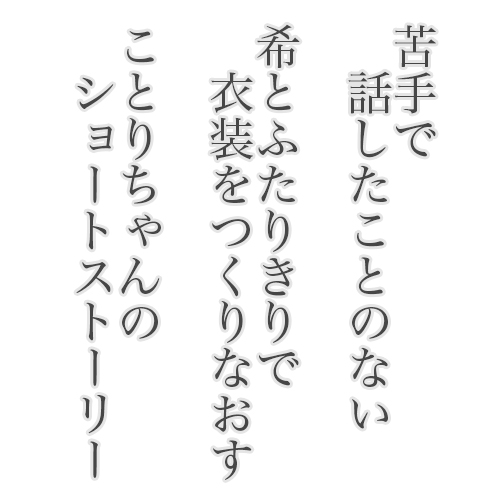 苦手で
話したことのない
希とふたりきりで
衣装をつくりなおす
ことりちゃんの
ショートストーリー